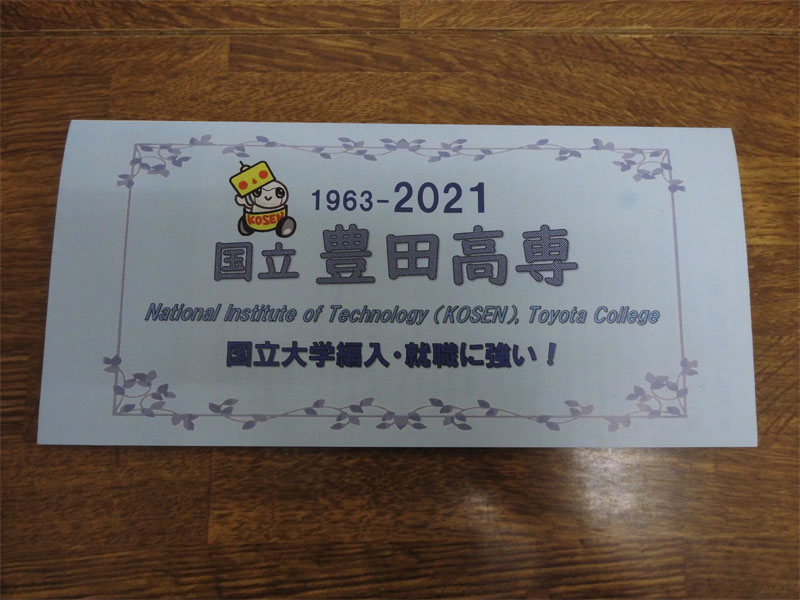 1963-2021
KOSEN
国立 豊田高専
National Institute of Technology (KOSEN), Toyota College
国立大学編入・就職に強い！